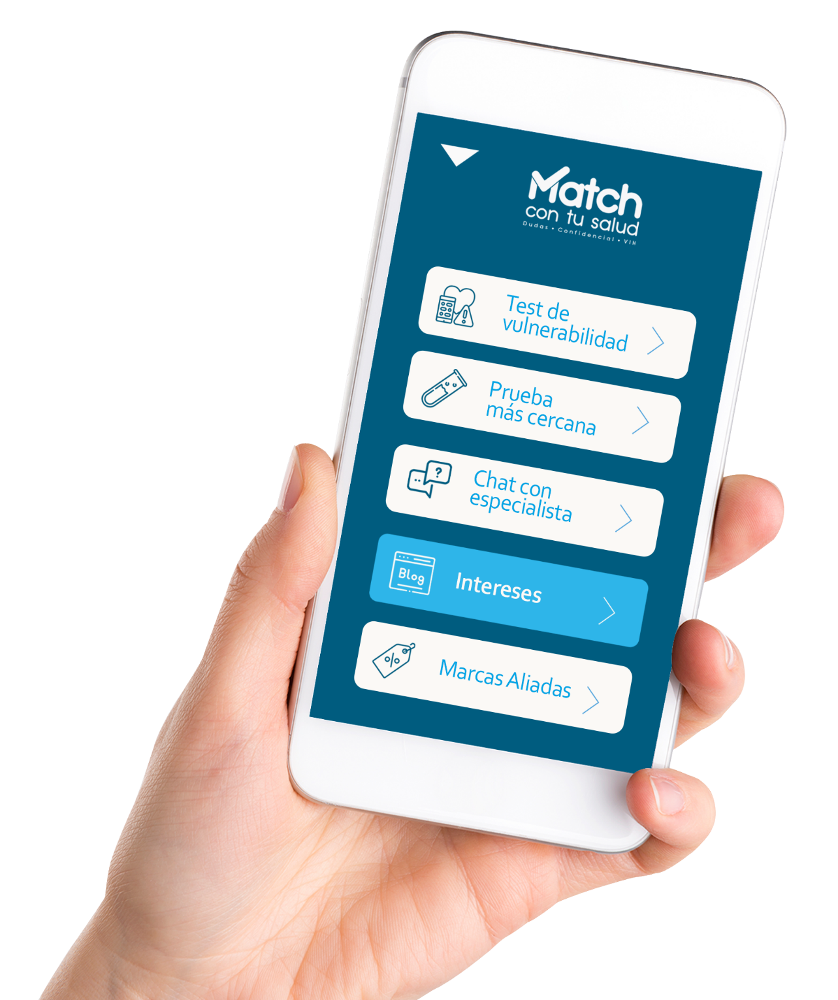 Match
con tu salud
Dudas • Confidencial • VIH
Test de
vulnerabilidad
Prueba
más cercana
?
Chat con
especialista
Blog
Intereses
%
Marcas Aliadas